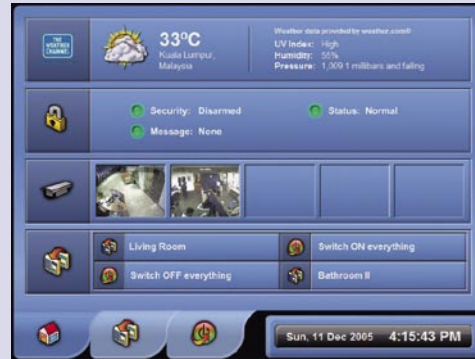 THE WEATHER CHANNEL
33ºC
Kuala Lumpur,
Malaysia
Weather data provided by weather.com®
UV Index: High
Humidity: 55%
Pressure: 1,009.1 millibars and falling
Security: Disarmed
Status: Normal
Message: None
Living Room
Switch ON everything
Switch OFF everything
Bathroom II
Sun, 11 Dec 2005 4:15:43 PM